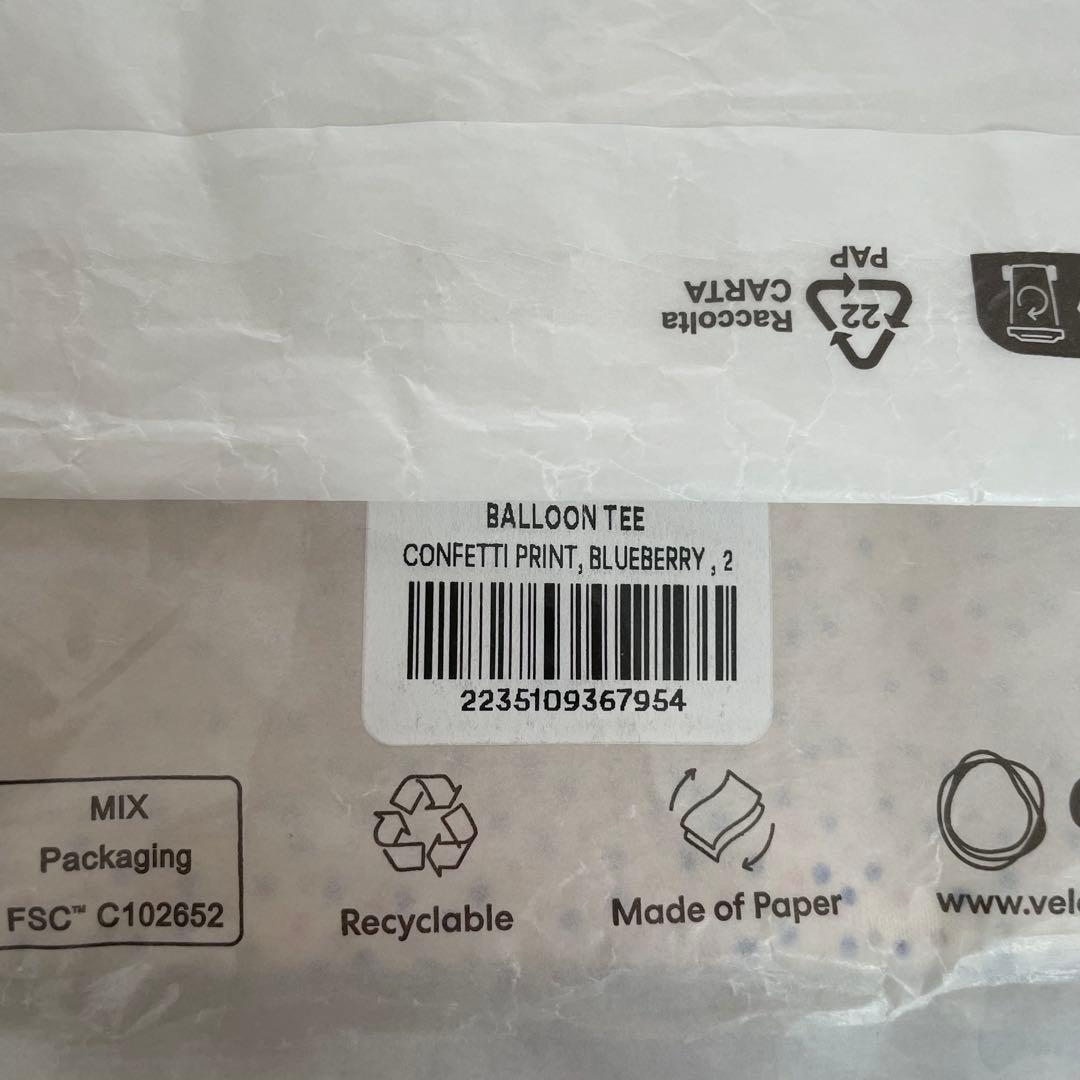 PAP
22
Raccolta
CARTA
BALLOON TEE
CONFETTI PRINT, BLUEBERRY , 2
2235109367954
MIX
Packaging
FSC™ C102652
Recyclable
Made of Paper
www.vel